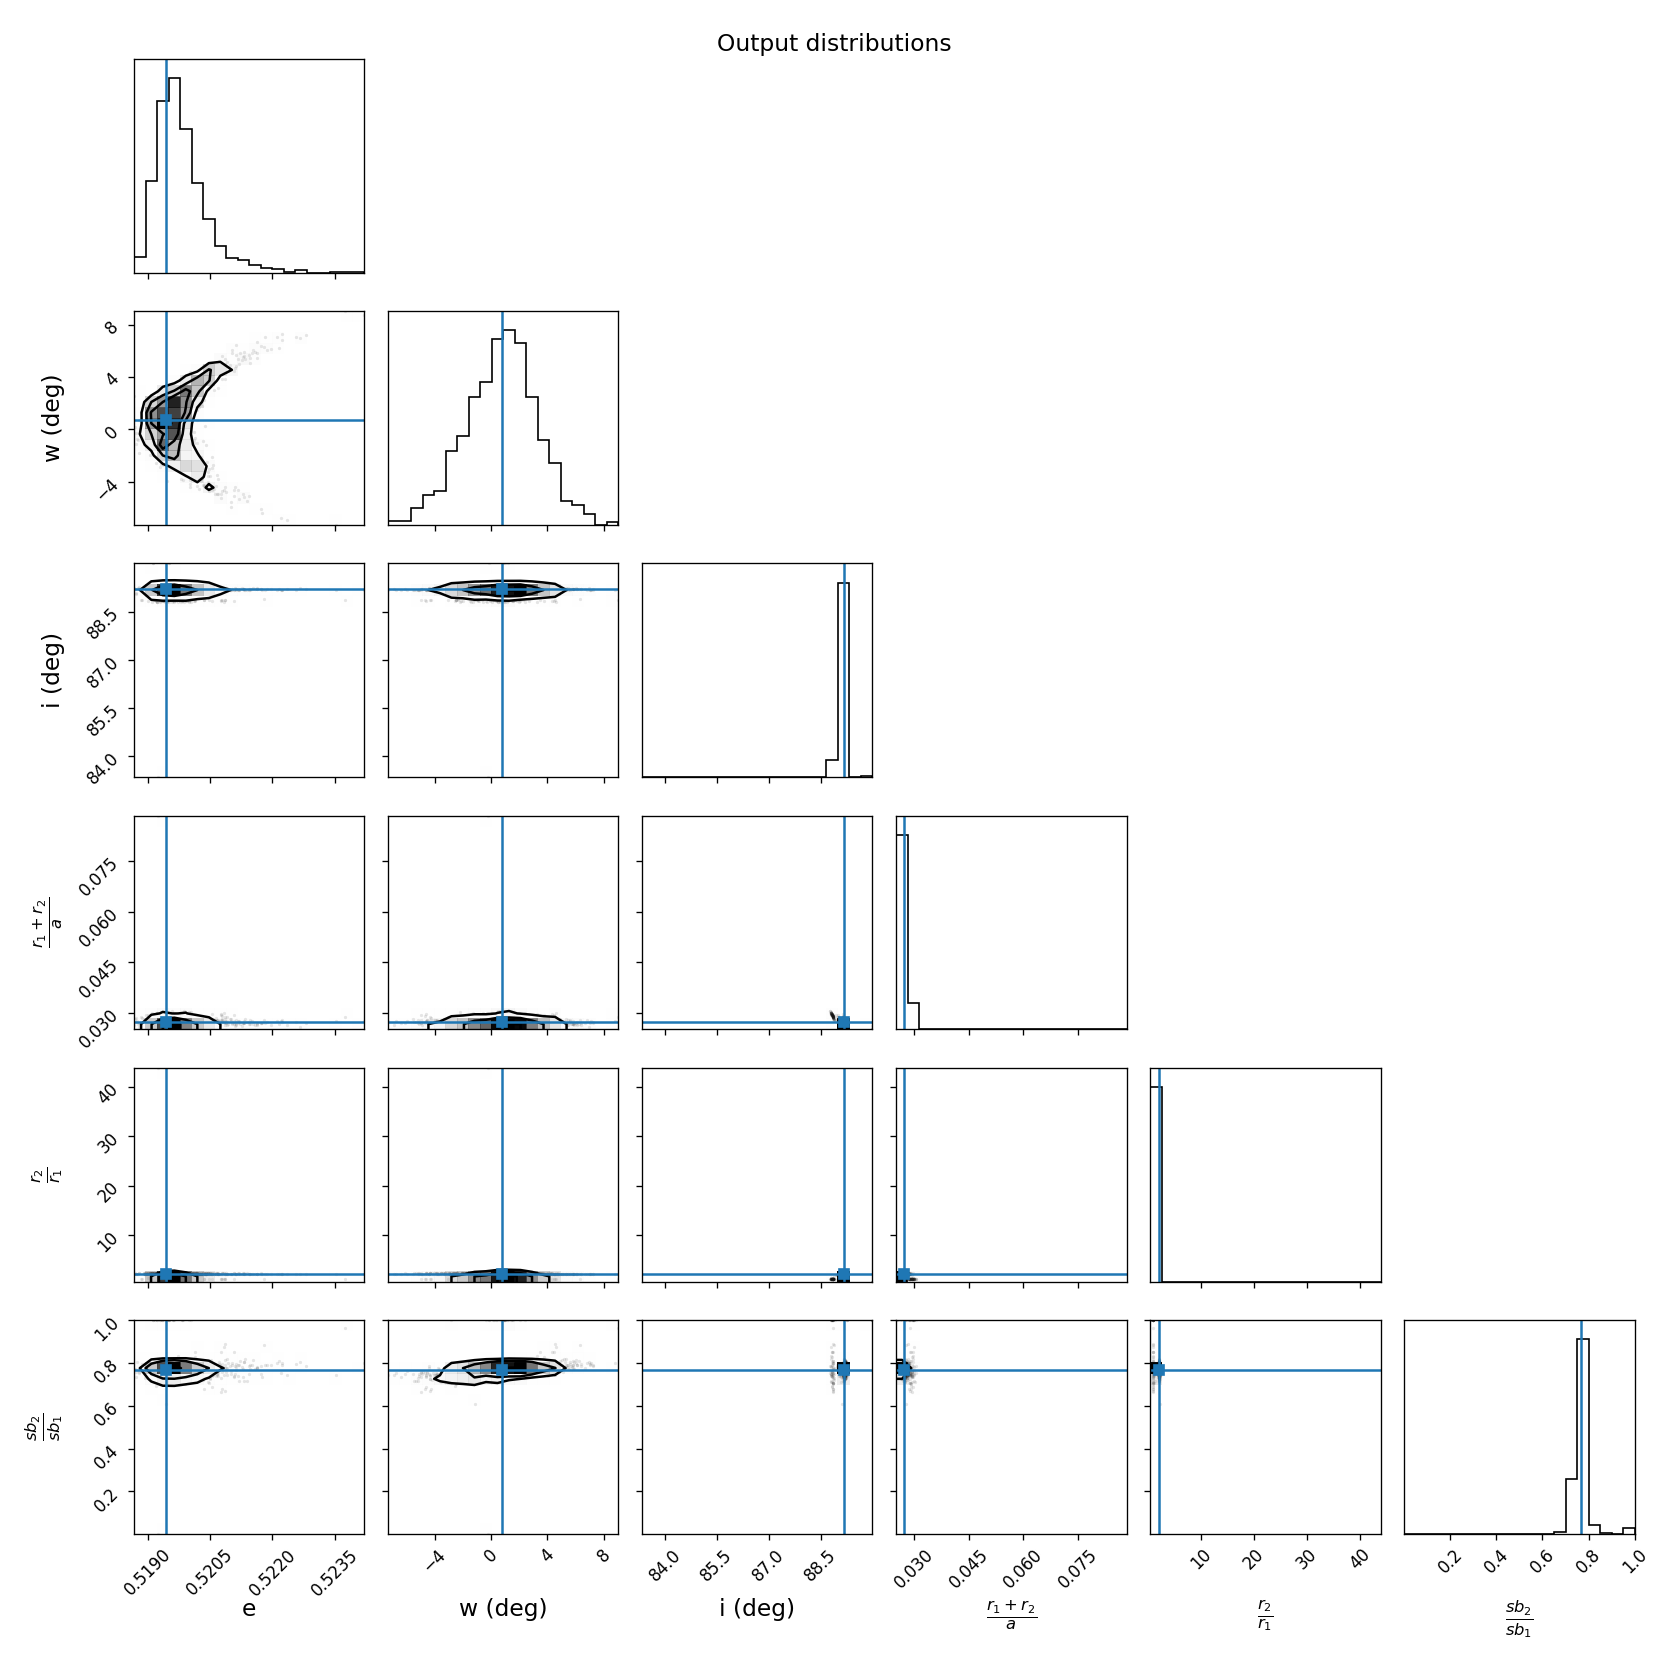 Output distributions
8
4
0
−4
w (deg)
88.5
87.0
85.5
84.0
i (deg)
0.075
0.060
0.045
0.030
r₁ + r₂
a
40
30
20
10
r₂
r₁
1.0
0.8
0.6
0.4
0.2
sb₂
sb₁
0.5190 0.5205 0.5220 0.5235 −4 0 4 8 84.0 85.5 87.0 88.5 0.030 0.045 0.060 0.075 10 20 30 40 0.2 0.4 0.6 0.8 1.0
e w (deg) i (deg) r₁ + r₂ r₂ sb₂
a r₁ sb₁